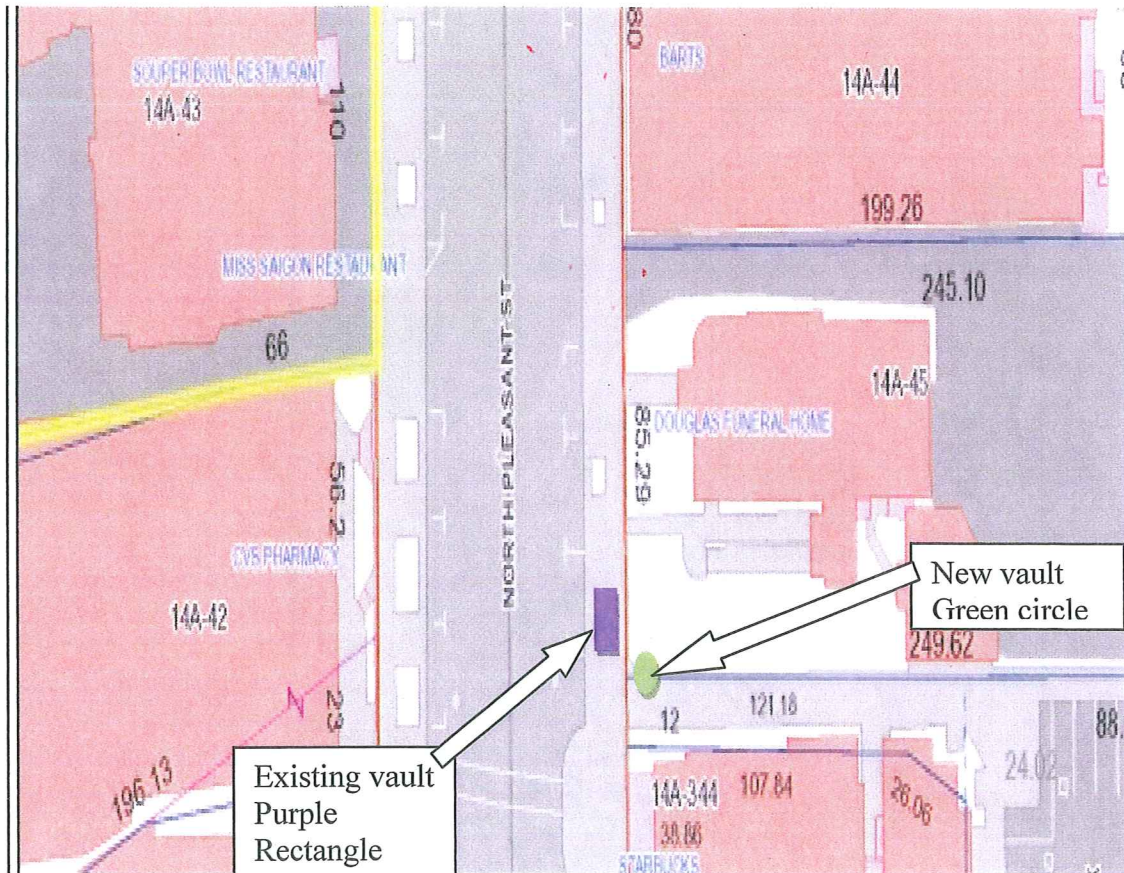 SOUPER BOWL RESTAURANT
14A-43
110
MISS SAIGON RESTAURANT
66
56.2
CVS PHARMACY
14A-42
23
N
196.13
Existing vault
Purple
Rectangle
NORTH PLEASANT ST
BARTS
14A-44
199.26
245.10
14A-45
85.29
DOUGLAS FUNERAL HOME
New vault
Green circle
249.62
12
121.18
88.
24.02
14A-344
107.84
26.06
38.86
STARBUCKS